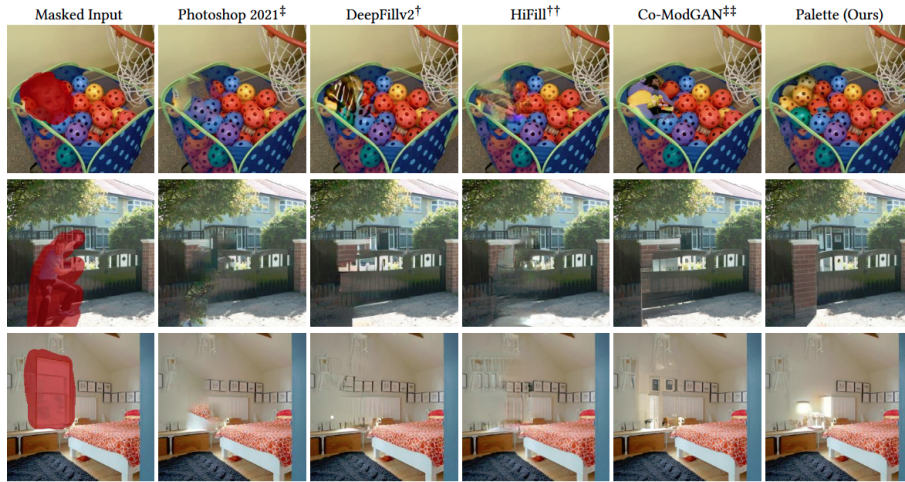 Masked Input Photoshop 2021‡ DeepFillv2† HiFill†† Co-ModGAN‡‡ Palette (Ours)